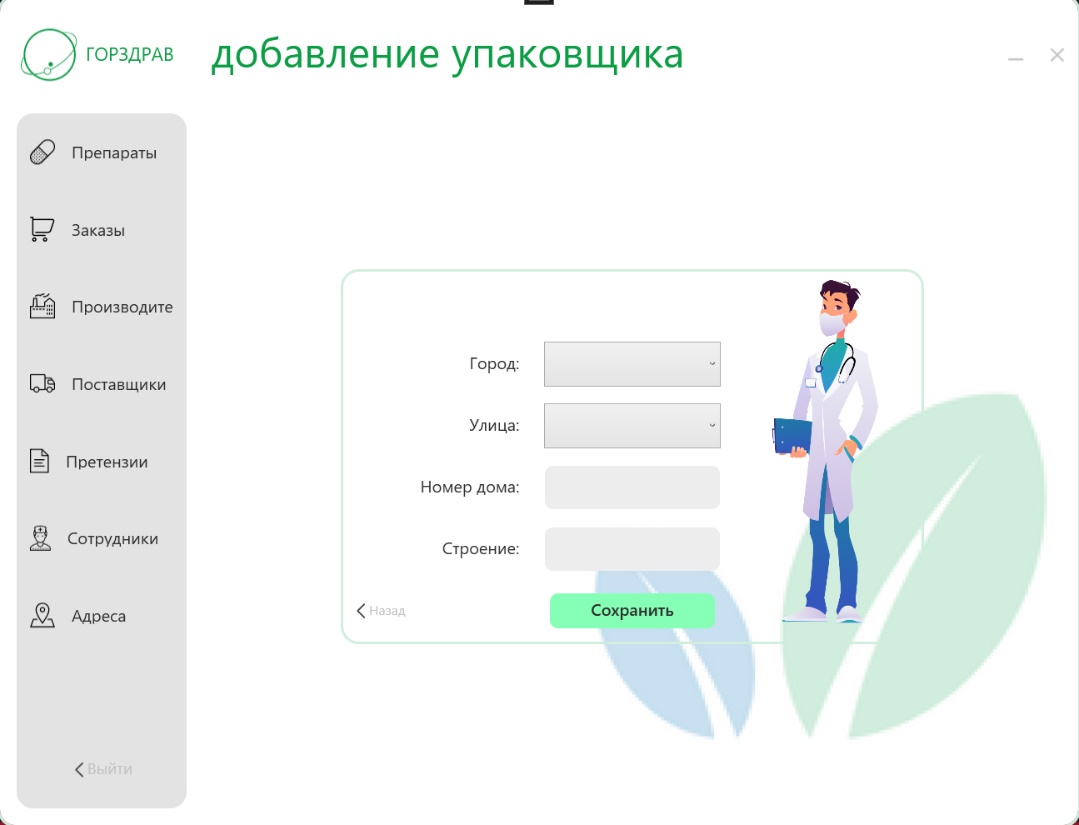 ГОРЗДРАВ
добавление упаковщика
Препараты
Заказы
Производите
Поставщики
Претензии
Сотрудники
Адреса
Выйти
Город:
Улица:
Номер дома:
Строение:
Назад
Сохранить